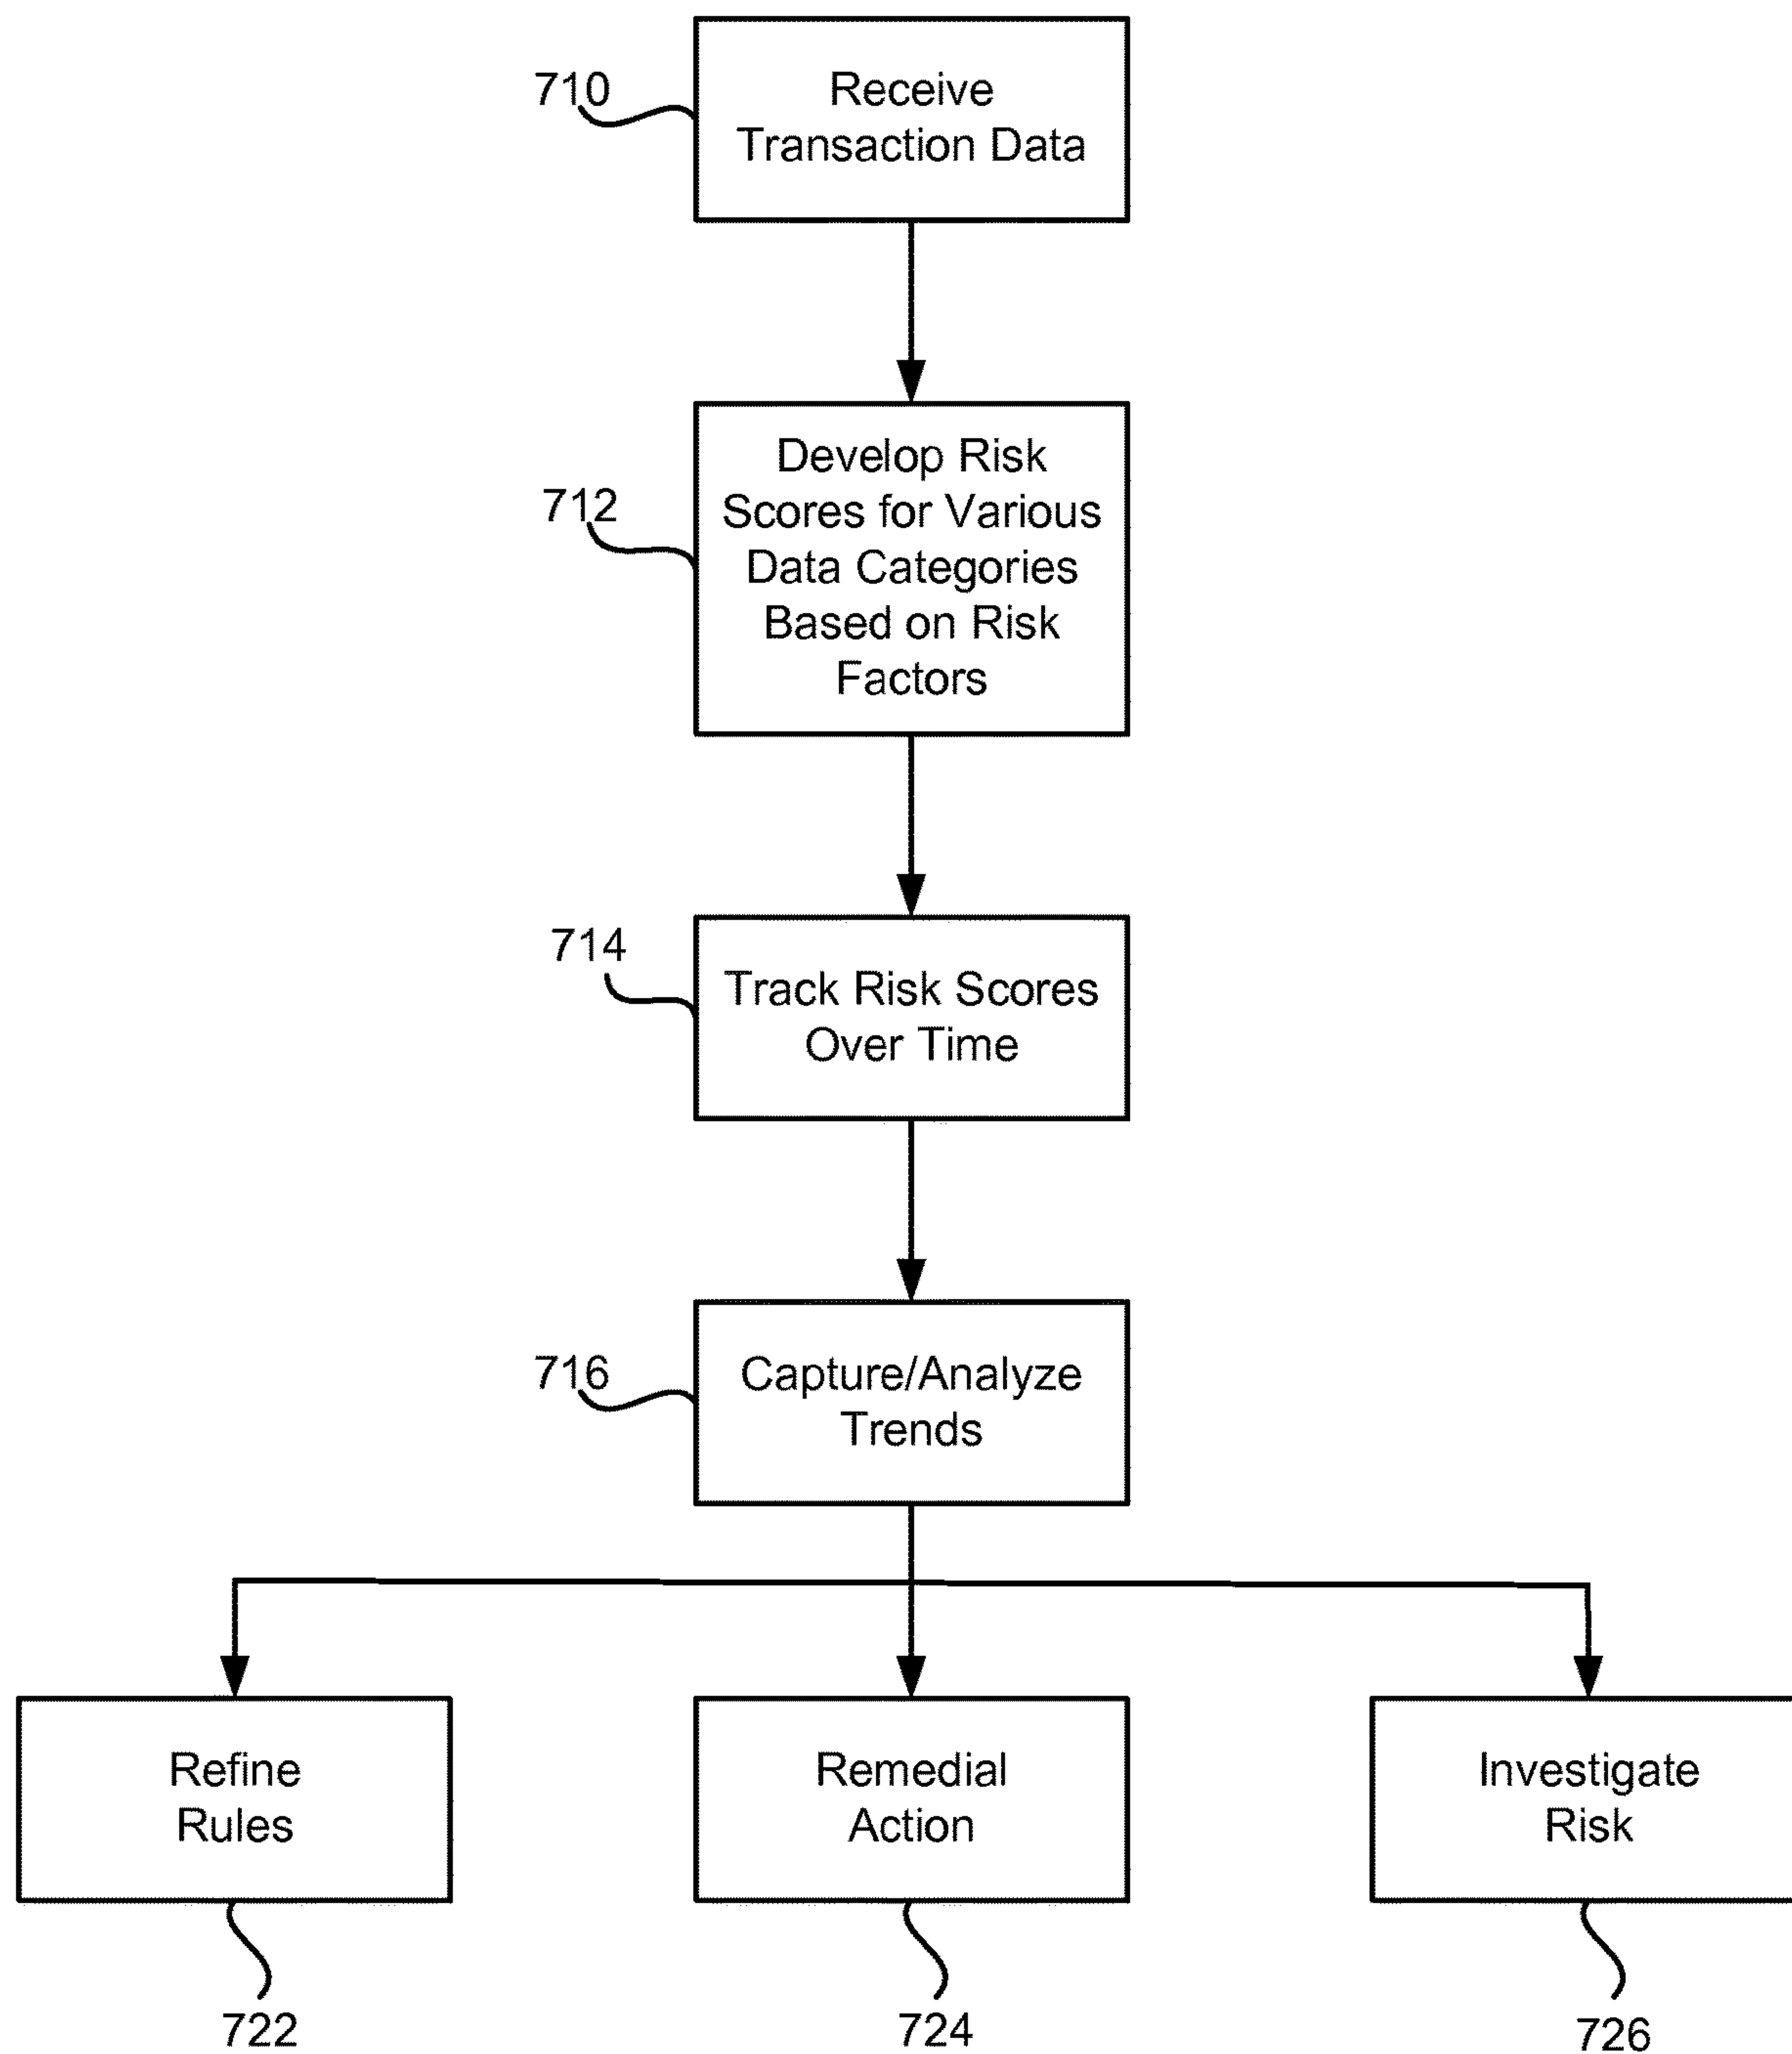 710
Receive
Transaction Data
712
Develop Risk
Scores for Various
Data Categories
Based on Risk
Factors
714
Track Risk Scores
Over Time
716
Capture/Analyze
Trends
Refine
Rules
Remedial
Action
Investigate
Risk
722
724
726